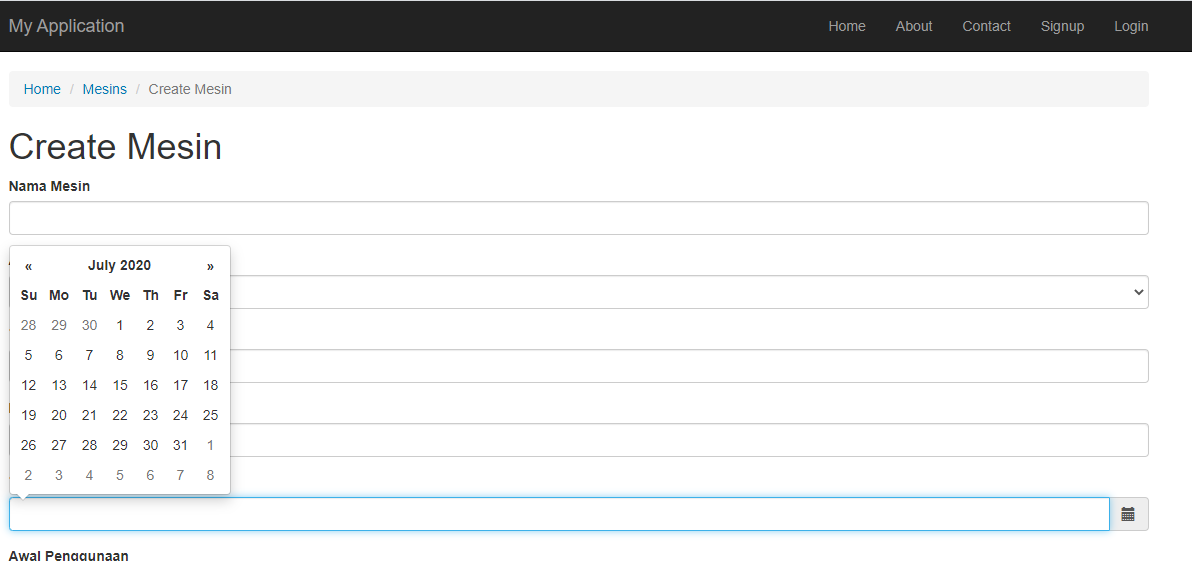 My Application Home About Contact Signup Login
Home / Mesins / Create Mesin
Create Mesin
Nama Mesin
« July 2020 »
Su Mo Tu We Th Fr Sa
28 29 30 1 2 3 4
5 6 7 8 9 10 11
12 13 14 15 16 17 18
19 20 21 22 23 24 25
26 27 28 29 30 31 1
2 3 4 5 6 7 8
Awal Penggunaan